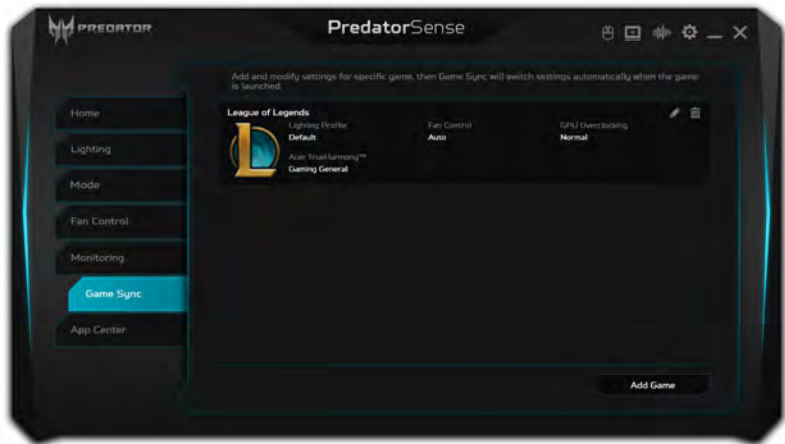 PREDATOR
PredatorSense
Add and modify settings for specific game, then Game Sync will switch settings automatically when the game
is launched.
Home
Lighting
Mode
Fan Control
Monitoring
Game Sync
App Center
League of Legends
Lighting Profile
Default
Fan Control
Auto
GPU Overclocking
Normal
Acer TrueHarmony™
Gaming General
Add Game